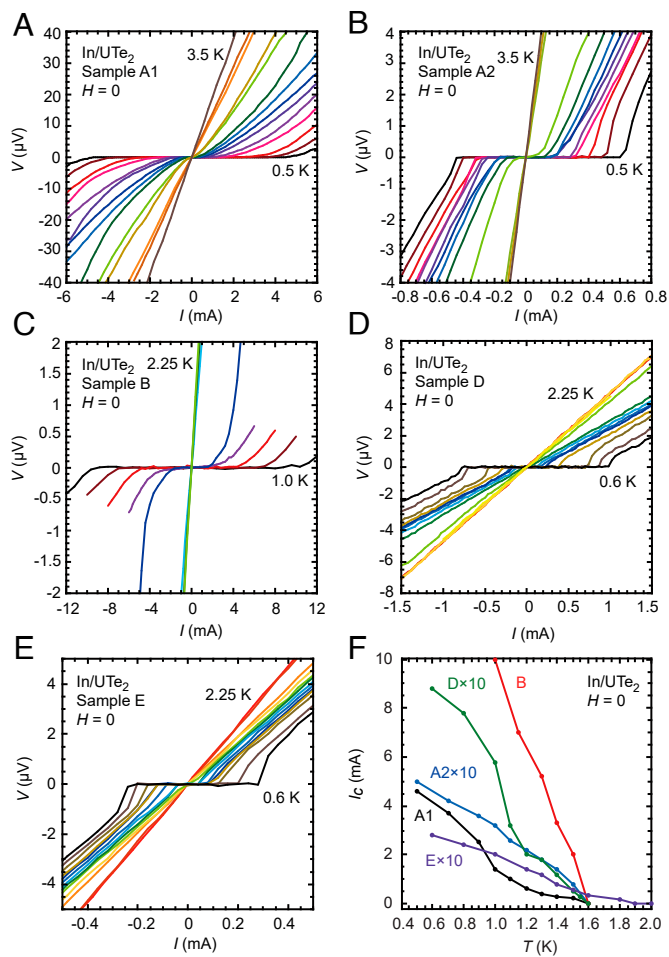 A
In/UTe₂
Sample A1
H = 0
3.5 K
0.5 K
40
30
20
10
0
-10
-20
-30
-40
V (μV)
-6 -4 -2 0 2 4 6
I (mA)
B
In/UTe₂
Sample A2
H = 0
3.5 K
0.5 K
4
3
2
1
0
-1
-2
-3
-4
V (μV)
-0.8 -0.6 -0.4 -0.2 0 0.2 0.4 0.6 0.8
I (mA)
C
In/UTe₂
Sample B
H = 0
2.25 K
1.0 K
2
1.5
1
0.5
0
-0.5
-1
-1.5
-2
V (μV)
-12 -8 -4 0 4 8 12
I (mA)
D
In/UTe₂
Sample D
H = 0
2.25 K
0.6 K
8
6
4
2
0
-2
-4
-6
-8
V (μV)
-1.5 -1 -0.5 0 0.5 1 1.5
I (mA)
E
In/UTe₂
Sample E
H = 0
2.25 K
0.6 K
4
2
0
-2
-4
V (μV)
-0.4 -0.2 0 0.2 0.4
I (mA)
F
In/UTe₂
H = 0
B
D×10
A2×10
A1
E×10
10
8
6
4
2
0
I_c (mA)
0.4 0.6 0.8 1.0 1.2 1.4 1.6 1.8 2.0
T (K)